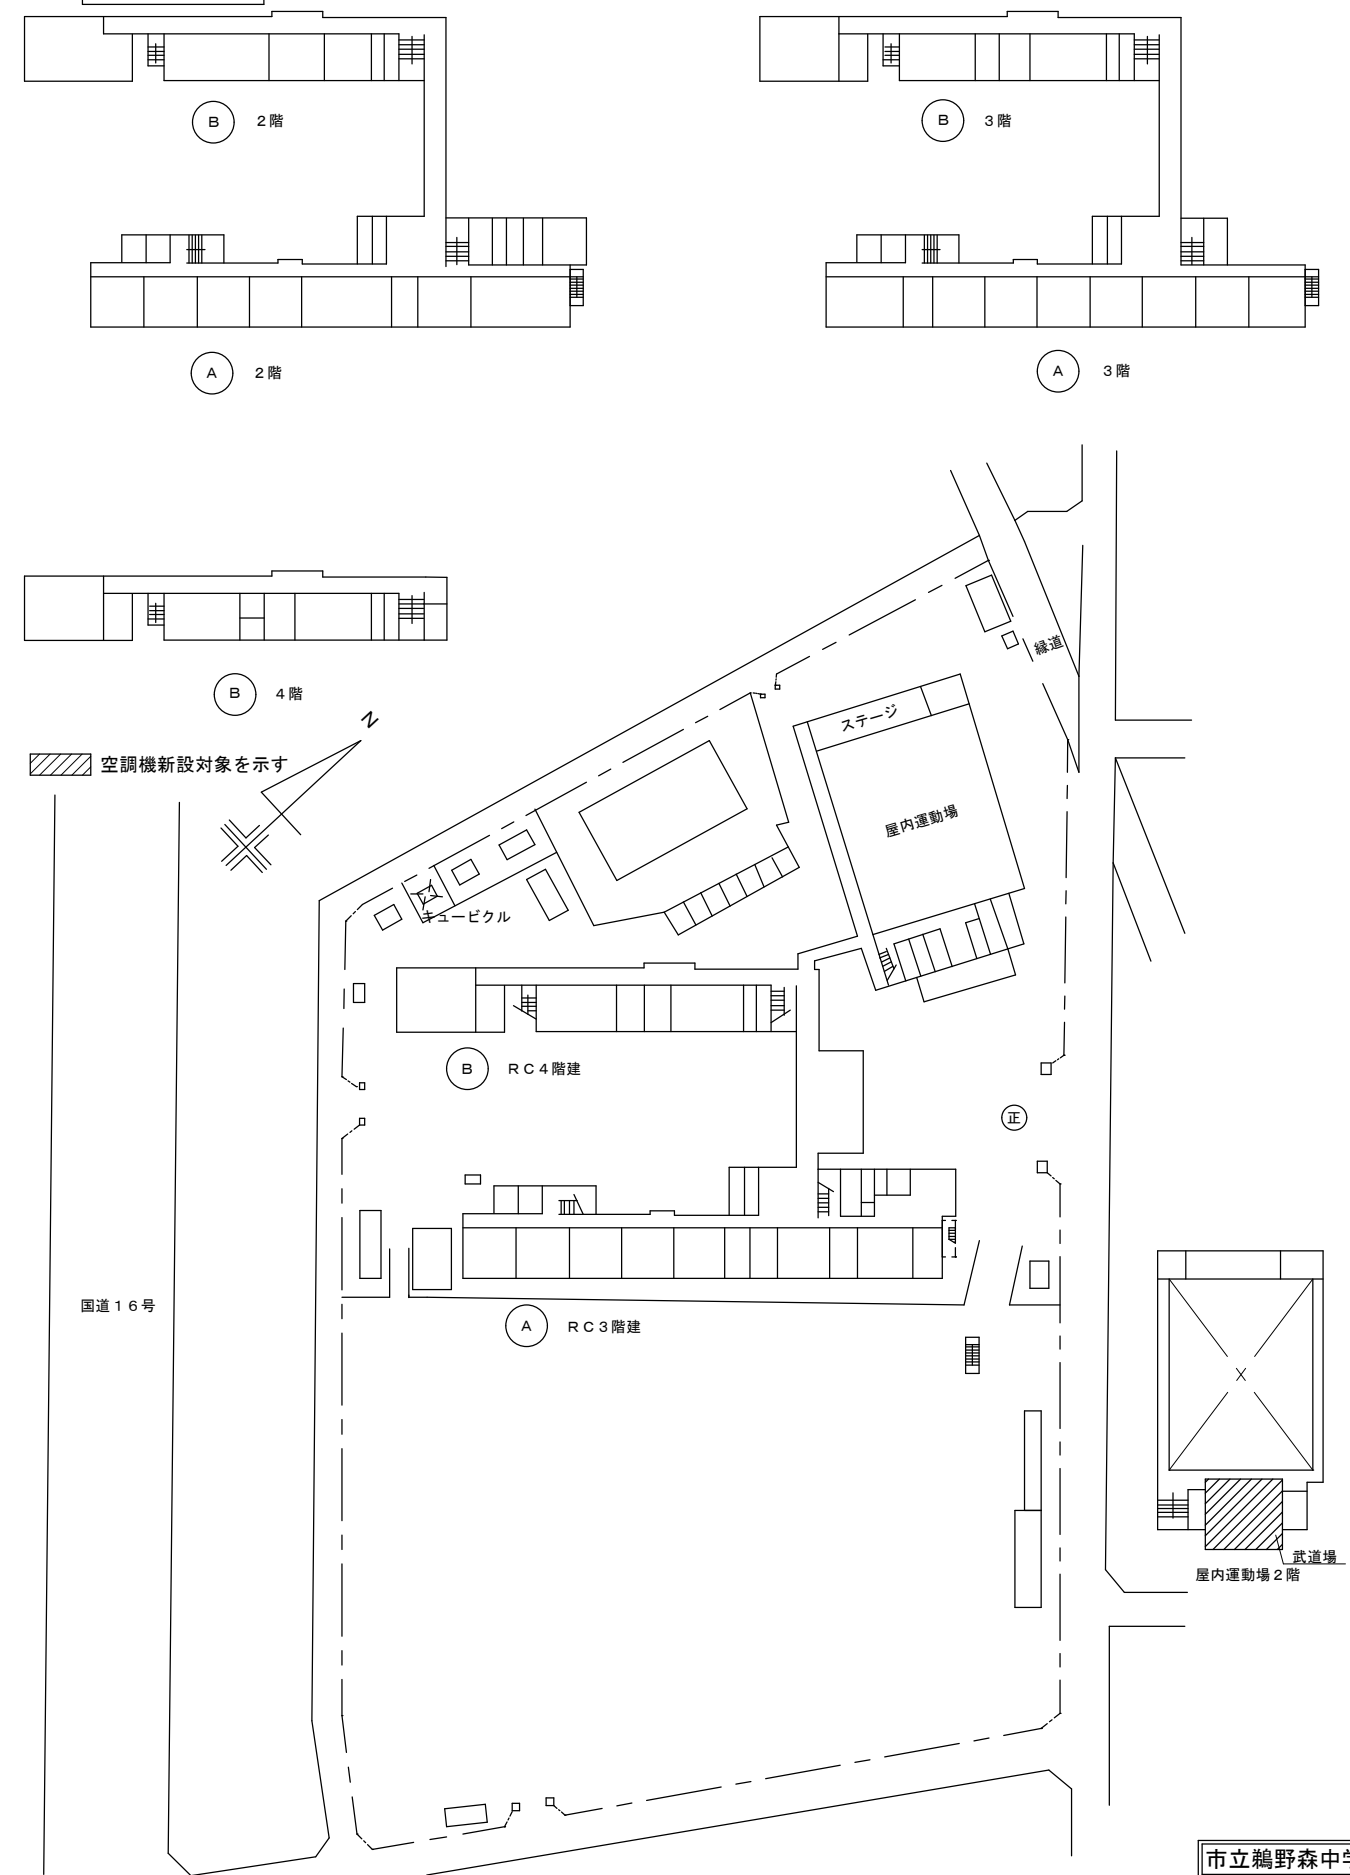 B ２階
B ３階
A ２階
A ３階
B ４階
N
空調機新設対象を示す
縁道
ステージ
屋内運動場
キュービクル
B ＲＣ４階建
正
国道１６号
A ＲＣ３階建
武道場
屋内運動場２階
市立鵜野森中学